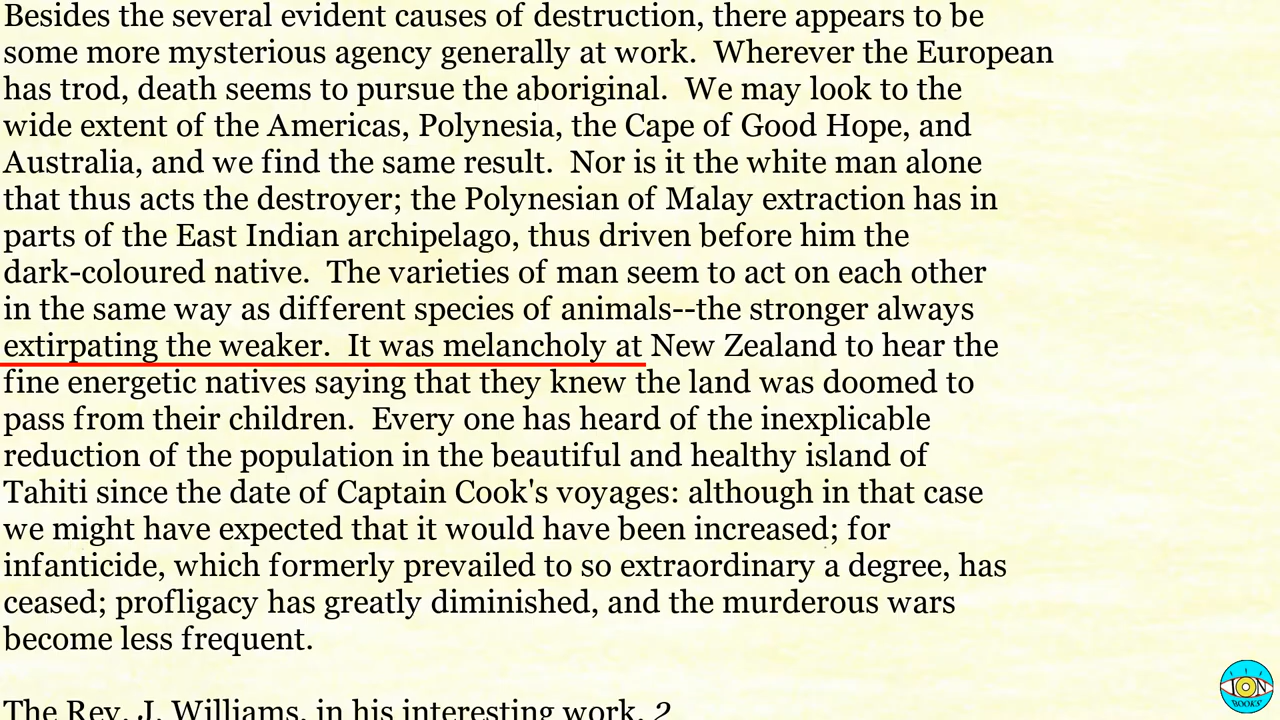 Besides the several evident causes of destruction, there appears to be
some more mysterious agency generally at work.  Wherever the European
has trod, death seems to pursue the aboriginal.  We may look to the
wide extent of the Americas, Polynesia, the Cape of Good Hope, and
Australia, and we find the same result.  Nor is it the white man alone
that thus acts the destroyer; the Polynesian of Malay extraction has in
parts of the East Indian archipelago, thus driven before him the
dark-coloured native.  The varieties of man seem to act on each other
in the same way as different species of animals--the stronger always
extirpating the weaker.  It was melancholy at New Zealand to hear the
fine energetic natives saying that they knew the land was doomed to
pass from their children.  Every one has heard of the inexplicable
reduction of the population in the beautiful and healthy island of
Tahiti since the date of Captain Cook's voyages: although in that case
we might have expected that it would have been increased; for
infanticide, which formerly prevailed to so extraordinary a degree, has
ceased; profligacy has greatly diminished, and the murderous wars
become less frequent.
The Rev. J. Williams, in his interesting work, 2
ION
BOOKS